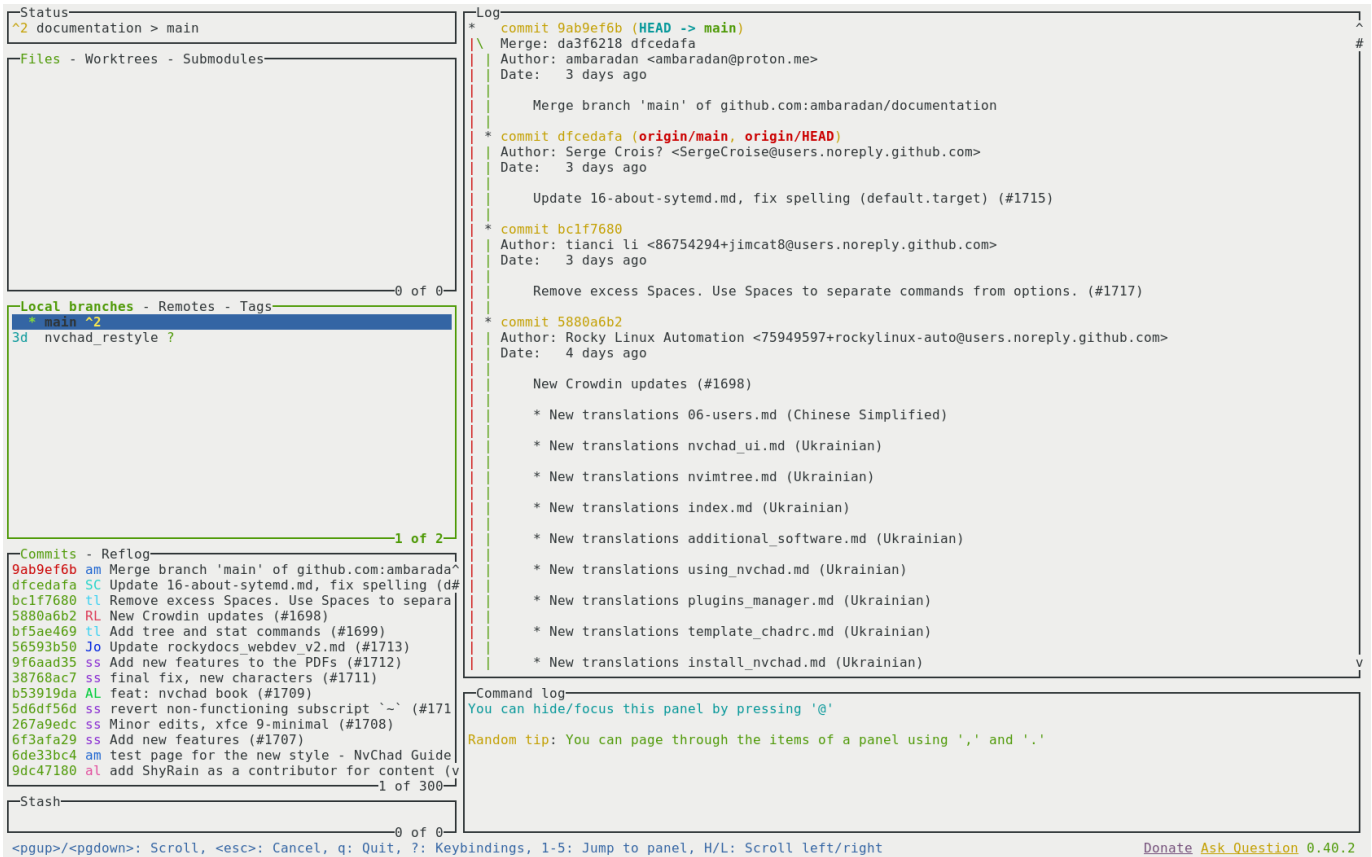 Status
^2 documentation > main
Files - Worktrees - Submodules
0 of 0
Local branches - Remotes - Tags
* main ^2
3d nvchad_restyle ?
1 of 2
Commits - Reflog
9ab9ef6b am Merge branch 'main' of github.com:ambarada^
dfcedafa SC Update 16-about-sytemd.md, fix spelling (d#
bc1f7680 tl Remove excess Spaces. Use Spaces to separa
5880a6b2 RL New Crowdin updates (#1698)
bf5ae469 tl Add tree and stat commands (#1699)
56593b50 Jo Update rockydocs_webdev_v2.md (#1713)
9f6aad35 ss Add new features to the PDFs (#1712)
38768ac7 ss final fix, new characters (#1711)
b53919da AL feat: nvchad book (#1709)
5d6df56d ss revert non-functioning subscript `~` (#171
267a9edc ss Minor edits, xfce 9-minimal (#1708)
6f3afa29 ss Add new features (#1707)
6de33bc4 am test page for the new style - NvChad Guide
9dc47180 al add ShyRain as a contributor for content (v
1 of 300
Stash
0 of 0
Log
* commit 9ab9ef6b (HEAD -> main) ^
|\ Merge: da3f6218 dfcedafa #
| | Author: ambaradan <ambaradan@proton.me>
| | Date: 3 days ago
| | Merge branch 'main' of github.com:ambaradan/documentation
| * commit dfcedafa (origin/main, origin/HEAD)
| | Author: Serge Crois? <SergeCroise@users.noreply.github.com>
| | Date: 3 days ago
| | Update 16-about-sytemd.md, fix spelling (default.target) (#1715)
| * commit bc1f7680
| | Author: tianci li <86754294+jimcat8@users.noreply.github.com>
| | Date: 3 days ago
| | Remove excess Spaces. Use Spaces to separate commands from options. (#1717)
| * commit 5880a6b2
| | Author: Rocky Linux Automation <75949597+rockylinux-auto@users.noreply.github.com>
| | Date: 4 days ago
| | New Crowdin updates (#1698)
| | * New translations 06-users.md (Chinese Simplified)
| | * New translations nvchad_ui.md (Ukrainian)
| | * New translations nvimtree.md (Ukrainian)
| | * New translations index.md (Ukrainian)
| | * New translations additional_software.md (Ukrainian)
| | * New translations using_nvchad.md (Ukrainian)
| | * New translations plugins_manager.md (Ukrainian)
| | * New translations template_chadrc.md (Ukrainian)
| | * New translations install_nvchad.md (Ukrainian) v
Command log
You can hide/focus this panel by pressing '@'
Random tip: You can page through the items of a panel using ',' and '.'
<pgup>/<pgdown>: Scroll, <esc>: Cancel, q: Quit, ?: Keybindings, 1-5: Jump to panel, H/L: Scroll left/right
Donate Ask Question 0.40.2